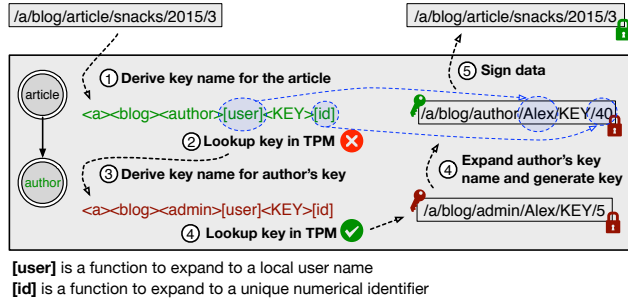 /a/blog/article/snacks/2015/3
/a/blog/article/snacks/2015/3
article
① Derive key name for the article
⑤ Sign data
<a><blog><author>[user]<KEY>[id]
/a/blog/author/Alex/KEY/40
② Lookup key in TPM
③ Derive key name for author's key
④ Expand author's key
name and generate key
author
<a><blog><admin>[user]<KEY>[id]
/a/blog/admin/Alex/KEY/5
④ Lookup key in TPM
[user] is a function to expand to a local user name
[id] is a function to expand to a unique numerical identifier